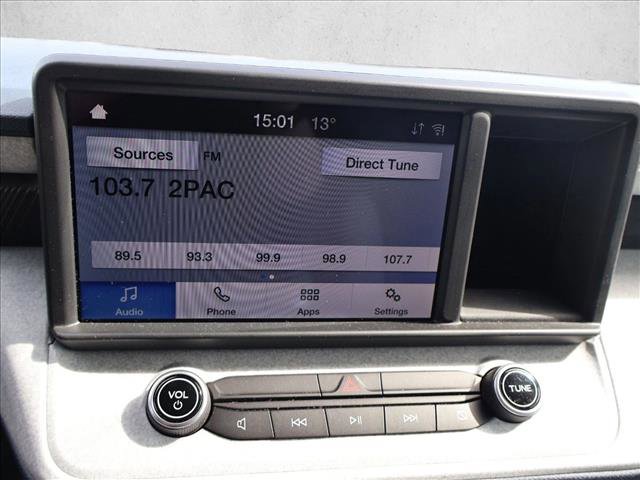 15:01 13°
Sources FM Direct Tune
103.7 2PAC
89.5 93.3 99.9 98.9 107.7
Audio Phone Apps Settings
VOL TUNE